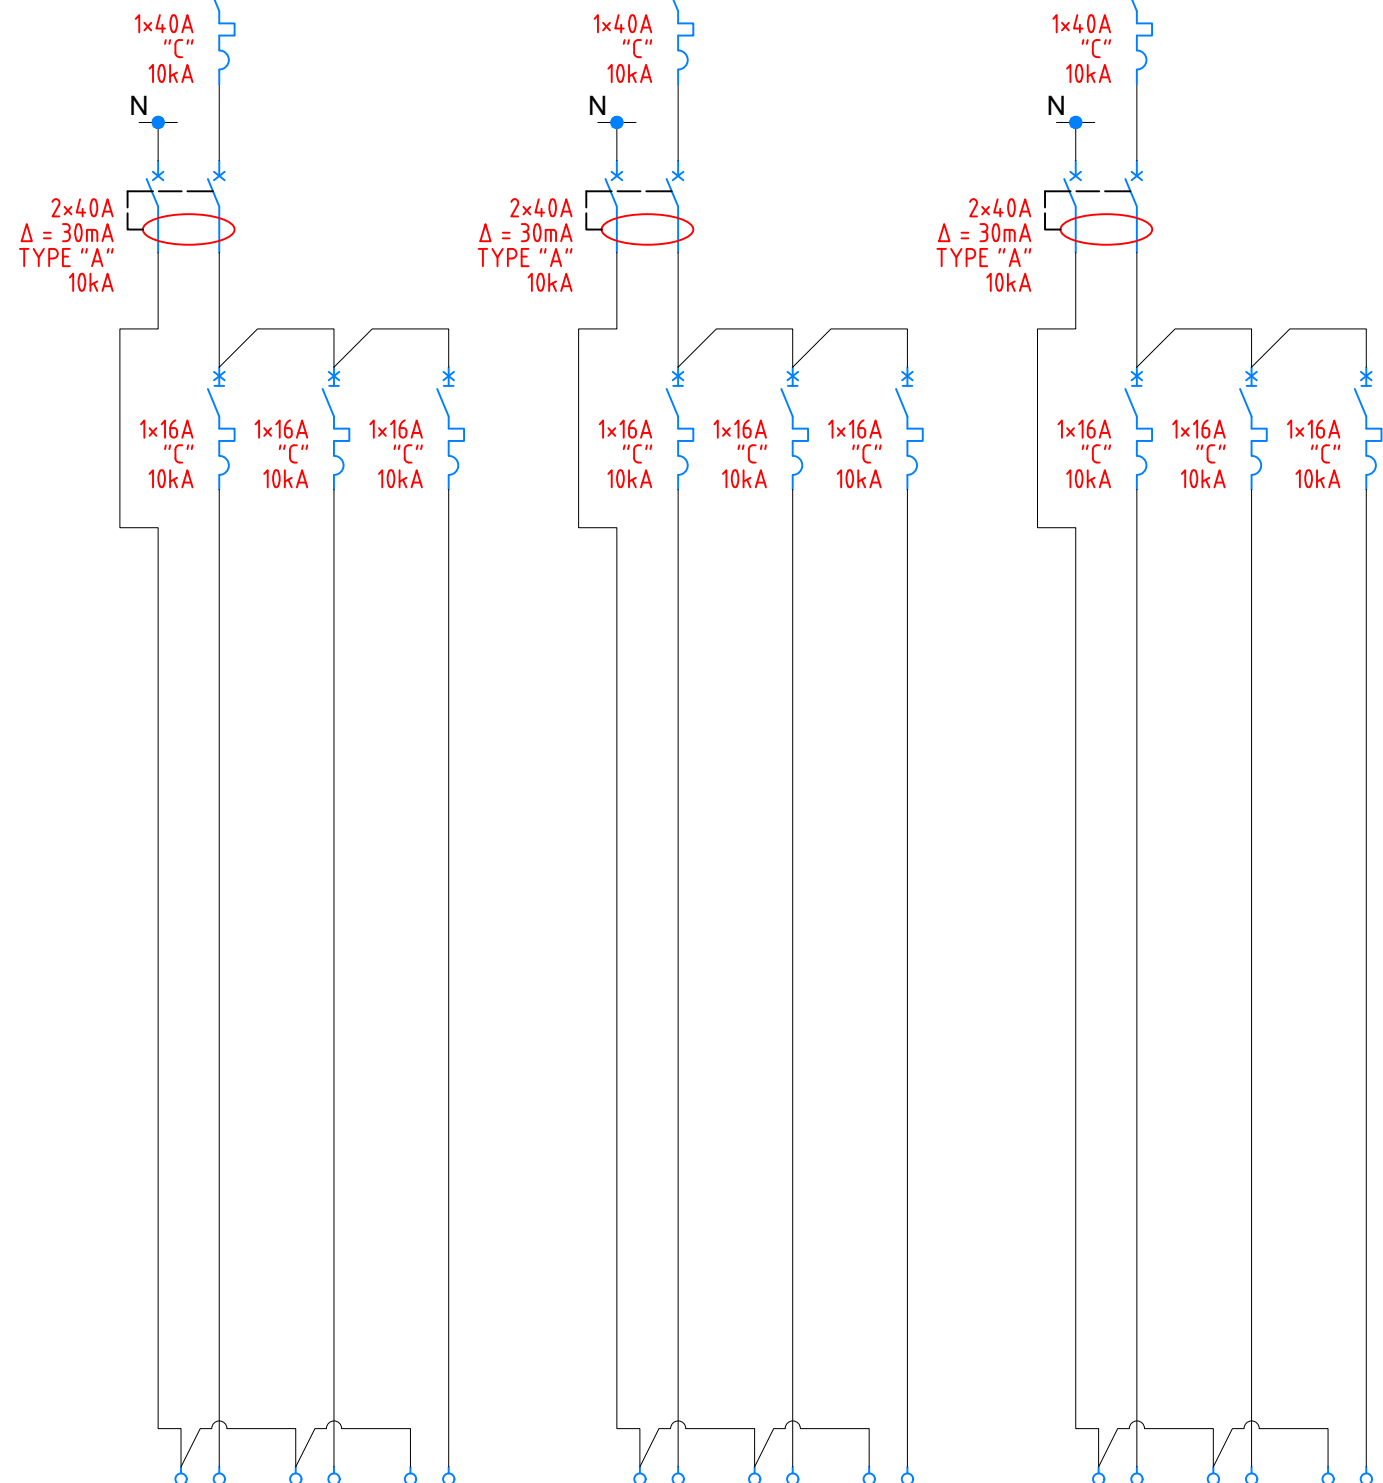 1×40A
"C"
10kA
N
2×40A
Δ = 30mA
TYPE "A"
10kA
1×16A
"C"
10kA
1×16A
"C"
10kA
1×16A
"C"
10kA
1×40A
"C"
10kA
N
2×40A
Δ = 30mA
TYPE "A"
10kA
1×16A
"C"
10kA
1×16A
"C"
10kA
1×16A
"C"
10kA
1×40A
"C"
10kA
N
2×40A
Δ = 30mA
TYPE "A"
10kA
1×16A
"C"
10kA
1×16A
"C"
10kA
1×16A
"C"
10kA